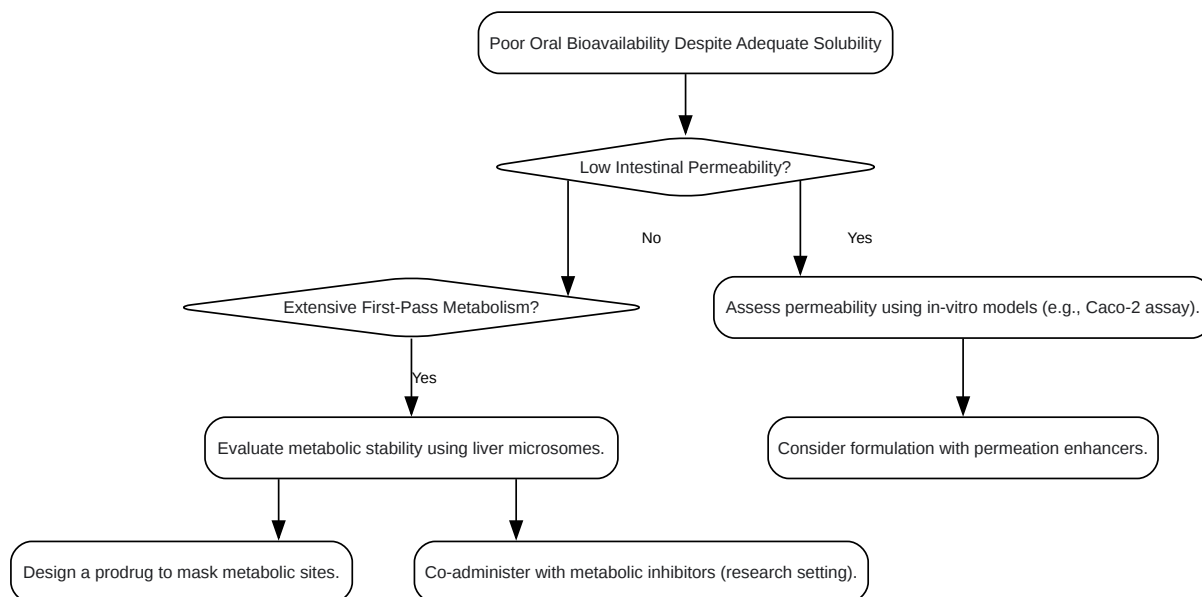 Poor Oral Bioavailability Despite Adequate Solubility
Low Intestinal Permeability?
No
Yes
Extensive First-Pass Metabolism?
Assess permeability using in-vitro models (e.g., Caco-2 assay).
Yes
Evaluate metabolic stability using liver microsomes.
Consider formulation with permeation enhancers.
Design a prodrug to mask metabolic sites.
Co-administer with metabolic inhibitors (research setting).